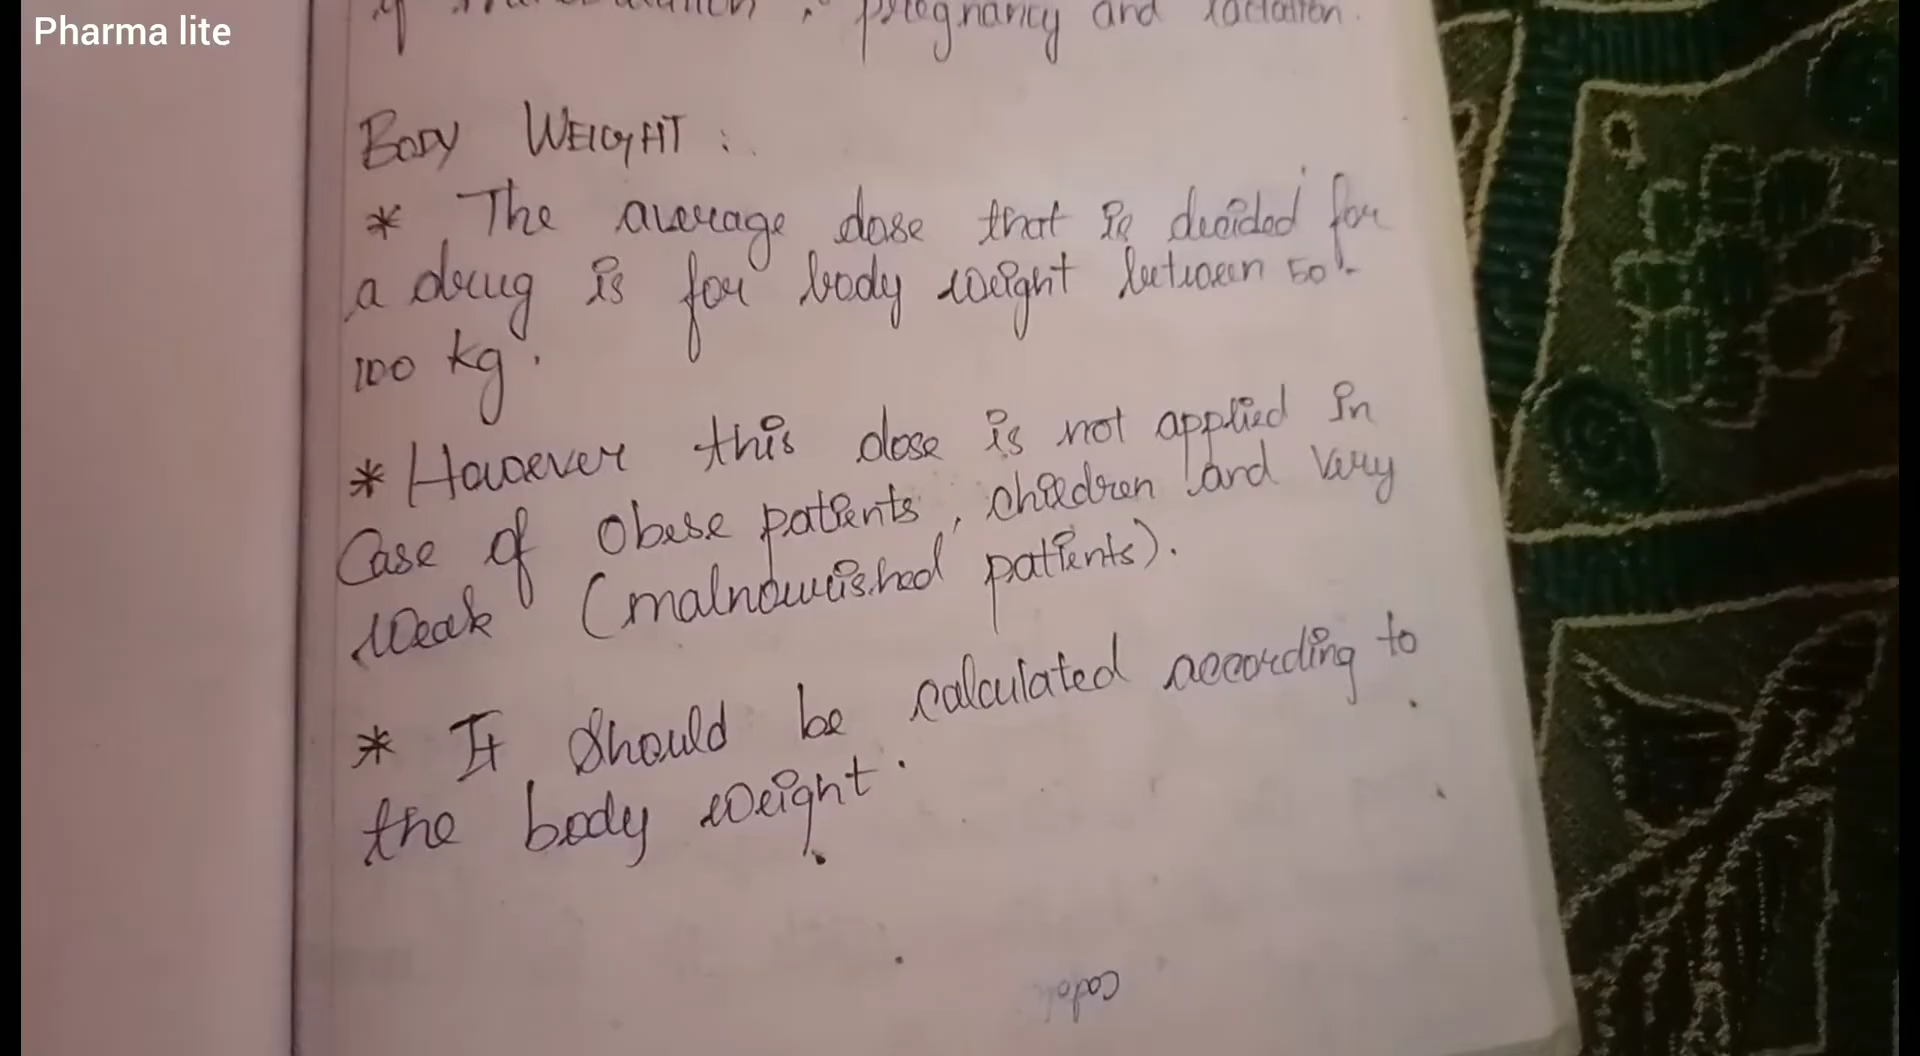 Pharma lite
of menstruation, pregnancy and lactation.
BODY WEIGHT :
* The average dose that is decided for
a drug is for body weight between 50-
100 kg.
* However this dose is not applied in
Case of Obese patients, children and very
weak (malnourished patients).
* It should be calculated according to
the body weight.